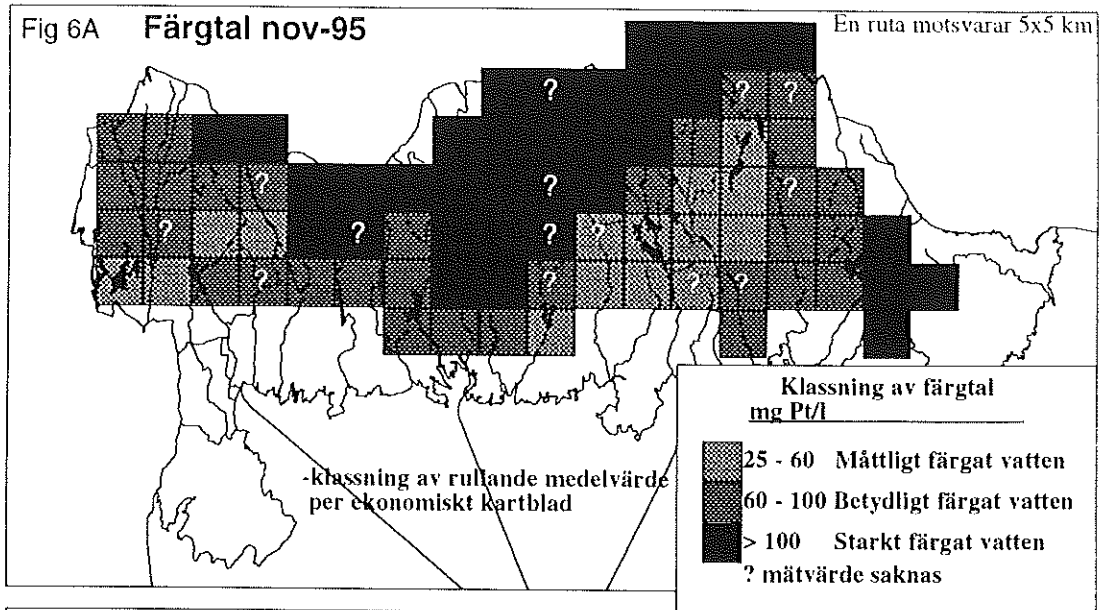 Fig 6A Färgtal nov-95
En ruta motsvarar 5x5 km
? ? ?
? ? ?
? ? ? ?
? ? ? ?
-klassning av rullande medelvärde
per ekonomiskt kartblad
Klassning av färgtal
mg Pt/l
25 - 60 Måttligt färgat vatten
60 - 100 Betydligt färgat vatten
> 100 Starkt färgat vatten
? mätvärde saknas